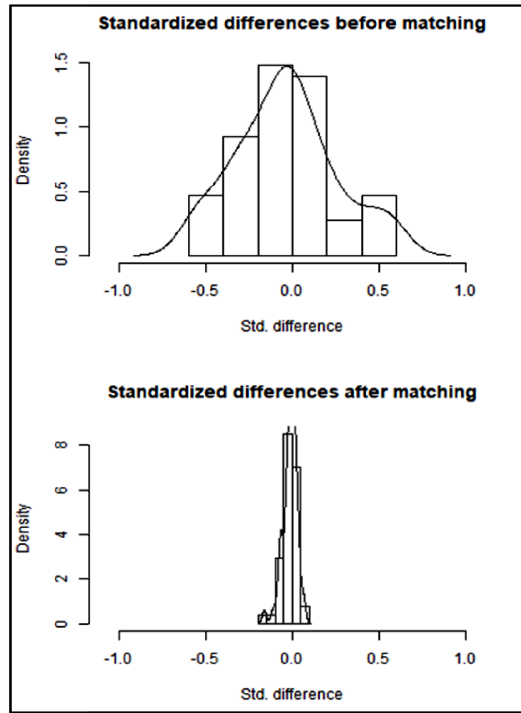 Standardized differences before matching
1.5
1.0
0.5
0.0
Density
-1.0 -0.5 0.0 0.5 1.0
Std. difference
Standardized differences after matching
8
6
4
2
0
Density
-1.0 -0.5 0.0 0.5 1.0
Std. difference